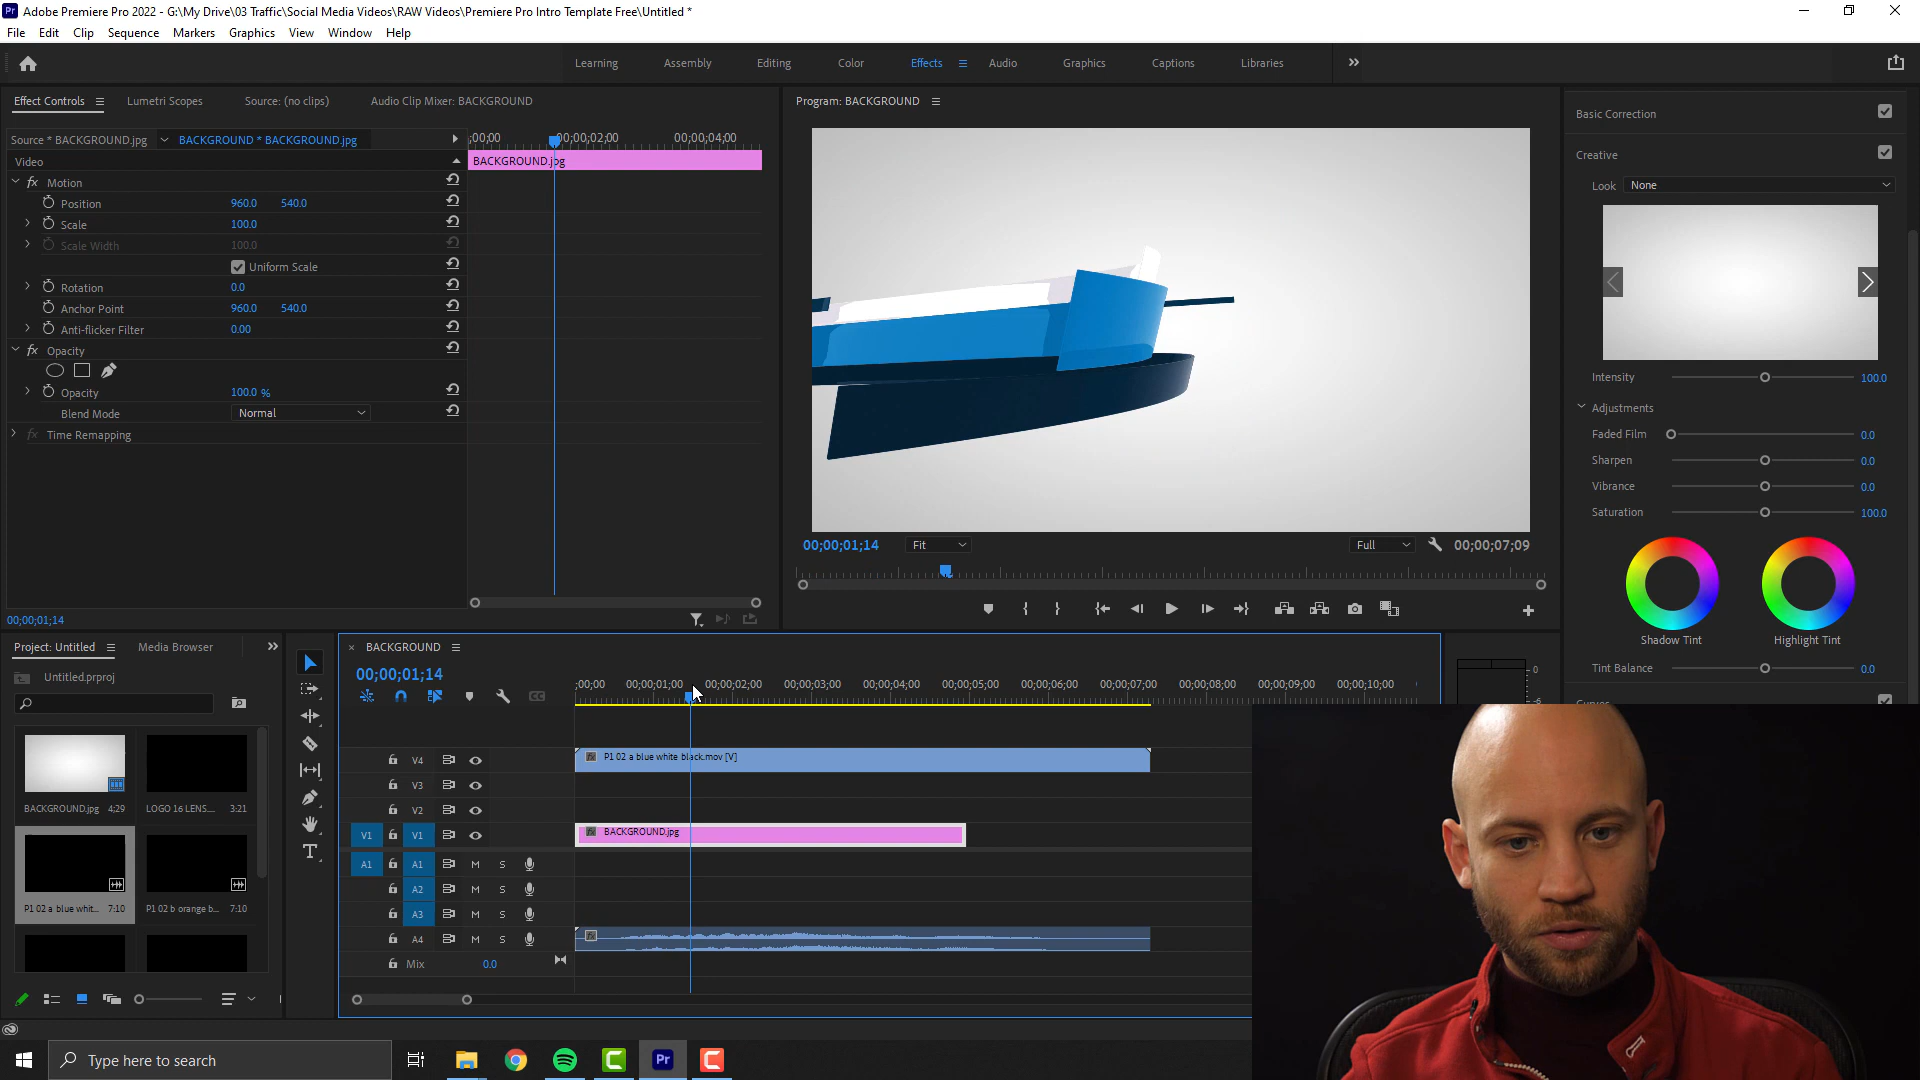 Adobe Premiere Pro 2022 - G:\My Drive\03 Traffic\Social Media Videos\RAW Videos\Premiere Pro Intro Template Free\Untitled *
File Edit Clip Sequence Markers Graphics View Window Help
Learning Assembly Editing Color Effects Audio Graphics Captions Libraries
Effect Controls Lumetri Scopes Source: (no clips) Audio Clip Mixer: BACKGROUND
Program: BACKGROUND
Source * BACKGROUND.jpg BACKGROUND * BACKGROUND.jpg
;00;00 00;00;02;00 00;00;04;00
Video
BACKGROUND.jpg
Motion
Position 960.0 540.0
Scale 100.0
Scale Width 100.0
Uniform Scale
Rotation 0.0
Anchor Point 960.0 540.0
Anti-flicker Filter 0.00
Opacity
Opacity 100.0 %
Blend Mode Normal
Time Remapping
00;00;01;14
00;00;01;14 Fit Full 00;00;07;09
Basic Correction
Creative
Look None
Intensity 100.0
Adjustments
Faded Film 0.0
Sharpen 0.0
Vibrance 0.0
Saturation 100.0
Shadow Tint Highlight Tint
Tint Balance 0.0
Project: Untitled Media Browser
Untitled.prproj
BACKGROUND.jpg 4;29 LOGO 16 LENS... 3:21
P1 02 a blue whit... 7:10 P1 02 b orange b... 7:10
BACKGROUND
00;00;01;14
;00;00 00;00;01;00 00;00;02;00 00;00;03;00 00;00;04;00 00;00;05;00 00;00;06;00 00;00;07;00 00;00;08;00 00;00;09;00 00;00;10;00
0
-6
V4 P1 02 a blue white black.mov [V]
V3
V2
V1 V1 BACKGROUND.jpg
A1 A1 M S
A2 M S
A3 M S
A4 M S
Mix 0.0
Type here to search
Pr